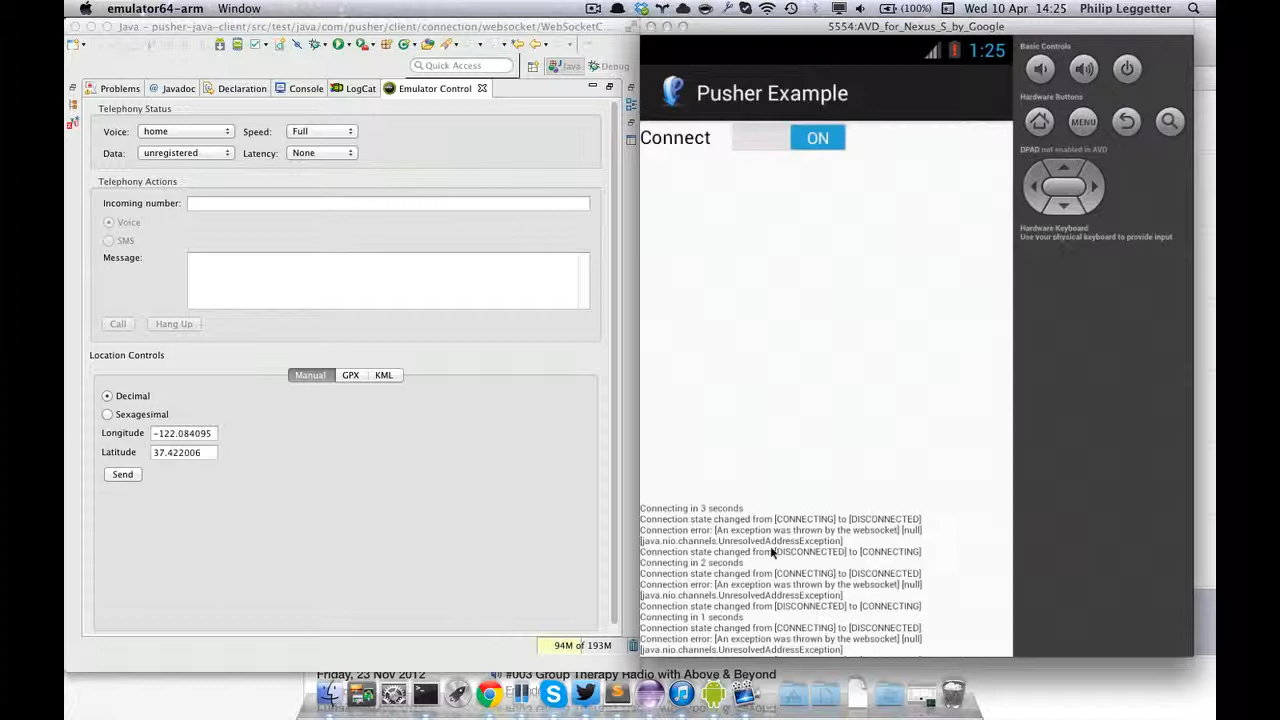 emulator64-arm Window
(100%) Wed 10 Apr 14:25 Philip Leggetter
Java – pusher-java-client/src/test/java/com/pusher/client/connection/websocket/WebSocketC
5554:AVD_for_Nexus_S_by_Google
Quick Access
Java
Debug
Problems
Javadoc
Declaration
Console
LogCat
Emulator Control
Telephony Status
Voice: home Speed: Full
Data: unregistered Latency: None
Telephony Actions
Incoming number:
Voice
SMS
Message:
Call
Hang Up
Location Controls
Manual
GPX
KML
Decimal
Sexagesimal
Longitude -122.084095
Latitude 37.422006
Send
94M of 193M
1:25
Pusher Example
Connect
ON
Connecting in 3 seconds
Connection state changed from [CONNECTING] to [DISCONNECTED]
Connection error: [An exception was thrown by the websocket] [null]
[java.nio.channels.UnresolvedAddressException]
Connection state changed from [DISCONNECTED] to [CONNECTING]
Connecting in 2 seconds
Connection state changed from [CONNECTING] to [DISCONNECTED]
Connection error: [An exception was thrown by the websocket] [null]
[java.nio.channels.UnresolvedAddressException]
Connection state changed from [DISCONNECTED] to [CONNECTING]
Connecting in 1 seconds
Connection state changed from [CONNECTING] to [DISCONNECTED]
Connection error: [An exception was thrown by the websocket] [null]
[java.nio.channels.UnresolvedAddressException]
Basic Controls
Hardware Buttons
MENU
DPAD not enabled in AVD
Hardware Keyboard
Use your physical keyboard to provide input
Friday, 23 Nov 2012
#003 Group Therapy Radio with Above & Beyond